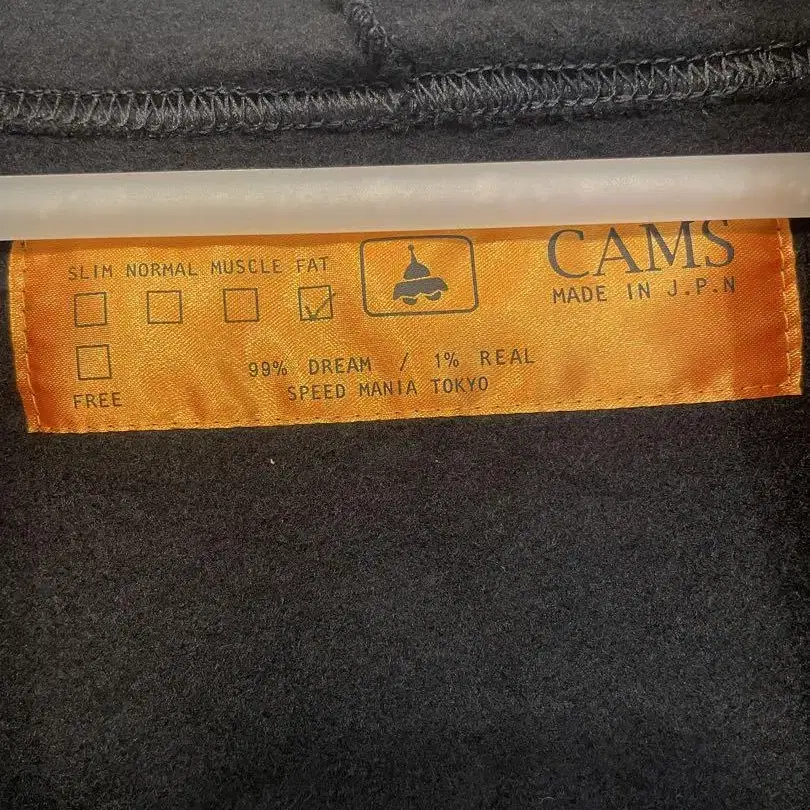 SLIM NORMAL MUSCLE FAT
CAMS
MADE IN J.P.N
FREE
99% DREAM / 1% REAL
SPEED MANIA TOKYO